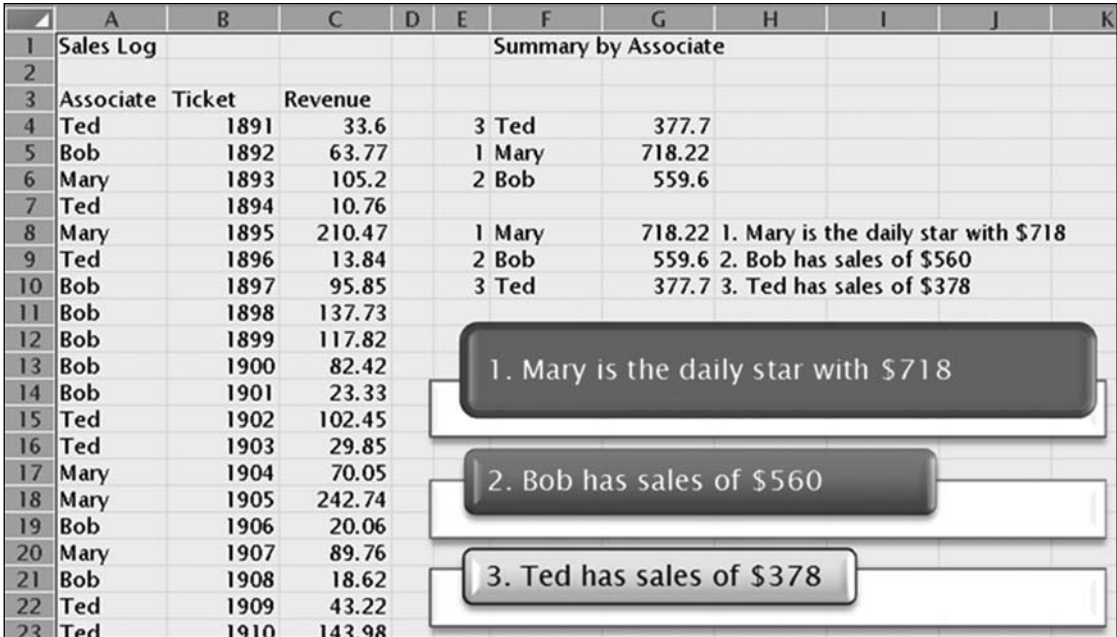 A B C D E F G H I J K
1 Sales Log Summary by Associate
2
3 Associate Ticket Revenue
4 Ted 1891 33.6 3 Ted 377.7
5 Bob 1892 63.77 1 Mary 718.22
6 Mary 1893 105.2 2 Bob 559.6
7 Ted 1894 10.76
8 Mary 1895 210.47 1 Mary 718.22 1. Mary is the daily star with $718
9 Ted 1896 13.84 2 Bob 559.6 2. Bob has sales of $560
10 Bob 1897 95.85 3 Ted 377.7 3. Ted has sales of $378
11 Bob 1898 137.73
12 Bob 1899 117.82
13 Bob 1900 82.42 1. Mary is the daily star with $718
14 Bob 1901 23.33
15 Ted 1902 102.45
16 Ted 1903 29.85
17 Mary 1904 70.05 2. Bob has sales of $560
18 Mary 1905 242.74
19 Bob 1906 20.06
20 Mary 1907 89.76
21 Bob 1908 18.62 3. Ted has sales of $378
22 Ted 1909 43.22
23 Ted 1910 143.98